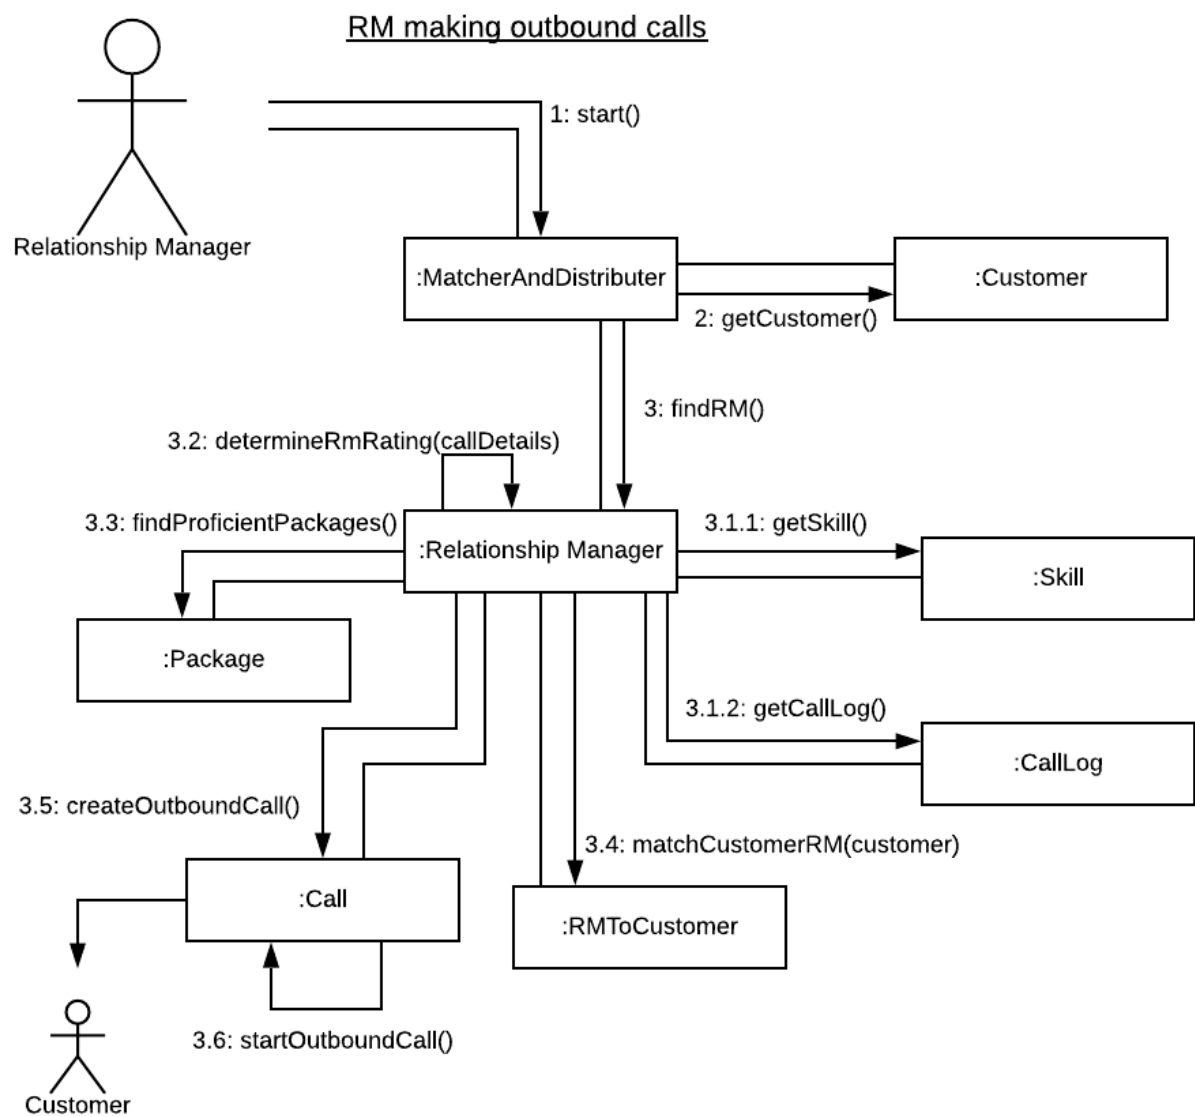 RM making outbound calls
1: start()
Relationship Manager
:MatcherAndDistributer
:Customer
2: getCustomer()
3: findRM()
3.2: determineRmRating(callDetails)
3.3: findProficientPackages()
3.1.1: getSkill()
:Relationship Manager
:Skill
:Package
3.1.2: getCallLog()
:CallLog
3.5: createOutboundCall()
3.4: matchCustomerRM(customer)
:Call
:RMToCustomer
3.6: startOutboundCall()
Customer